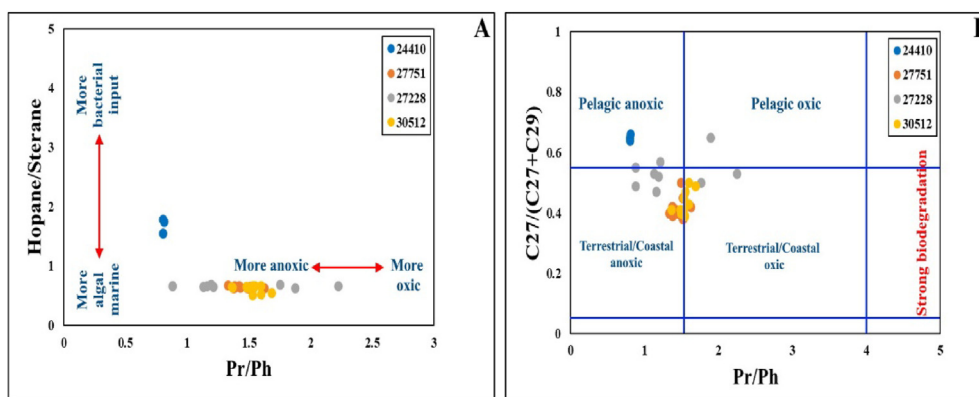 A
5
4
3
2
1
0
0
0.5
1
1.5
2
2.5
3
Hopane/Sterane
Pr/Ph
More
bacterial
input
More
algal
marine
More anoxic
More
oxic
24410
27751
27228
30512
1
0.8
0.6
0.4
0.2
0
0
1
2
3
4
5
C27/(C27+C29)
Pr/Ph
Pelagic anoxic
Pelagic oxic
Terrestrial/Coastal
anoxic
Terrestrial/Coastal
oxic
Strong biodegradation
24410
27751
27228
30512